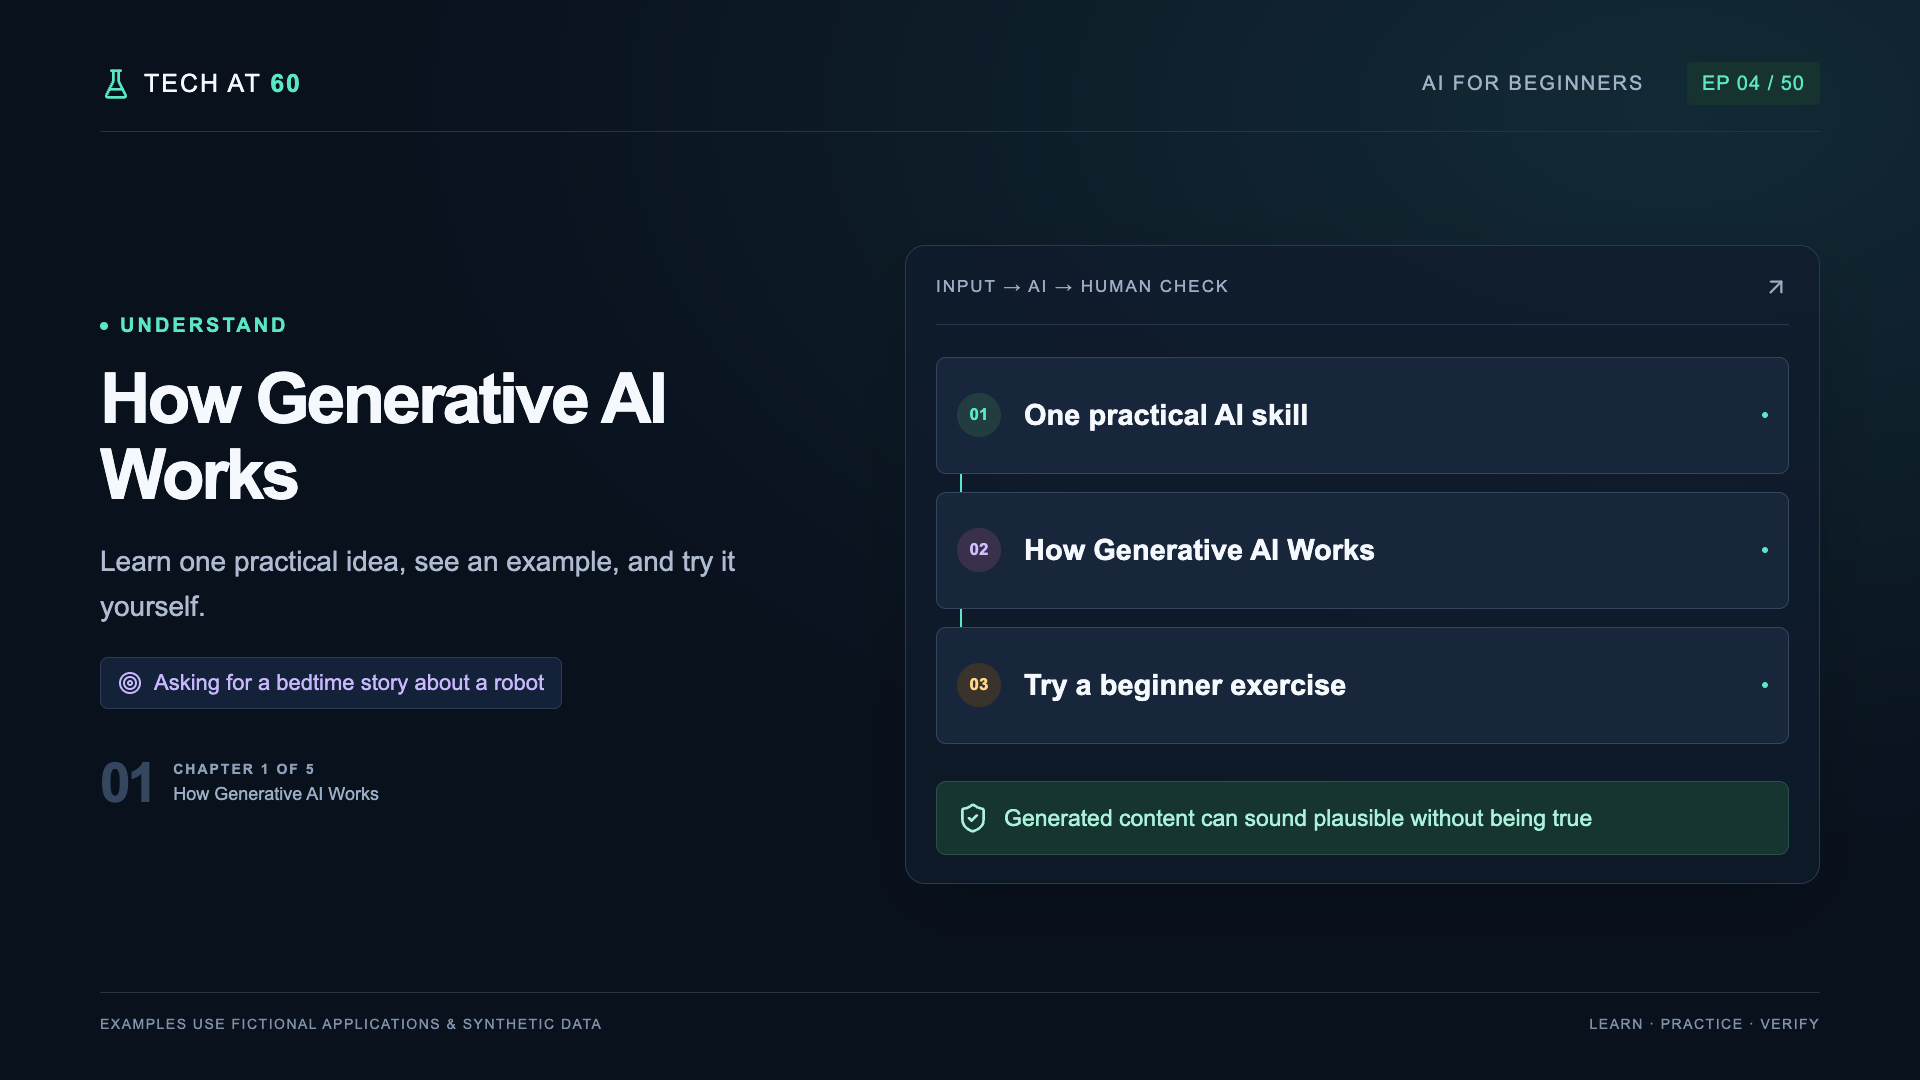 TECH AT 60
AI FOR BEGINNERS
EP 04 / 50
UNDERSTAND
How Generative AI
Works
Learn one practical idea, see an example, and try it
yourself.
Asking for a bedtime story about a robot
01
CHAPTER 1 OF 5
How Generative AI Works
INPUT → AI → HUMAN CHECK
01 One practical AI skill
02 How Generative AI Works
03 Try a beginner exercise
Generated content can sound plausible without being true
EXAMPLES USE FICTIONAL APPLICATIONS & SYNTHETIC DATA
LEARN · PRACTICE · VERIFY